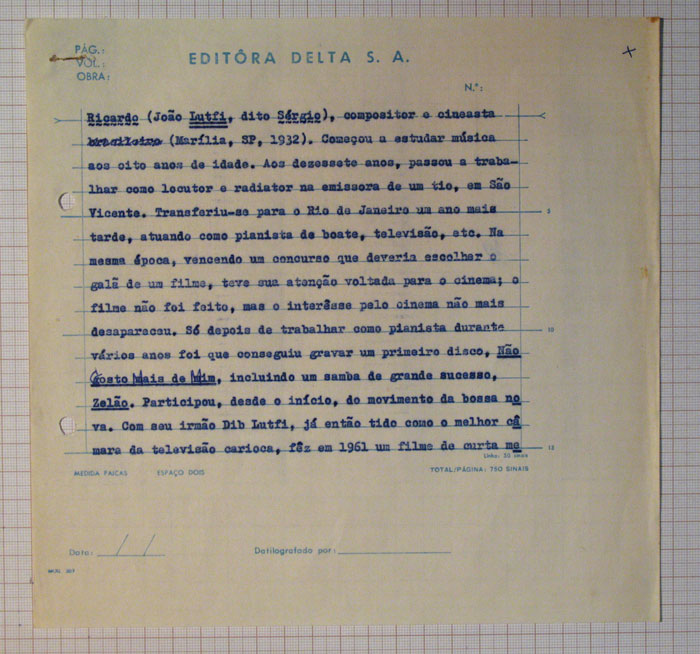 PÁG.:
VOL.:
OBRA:
EDITÔRA DELTA S. A.
N.º:
Ricardo (João Lutfi, dito Sérgio), compositor e cineasta
brasileiro (Marília, SP, 1932). Começou a estudar música
aos oito anos de idade. Aos dezessete anos, passou a traba-
lhar como locutor e radiator na emissora de um tio, em São
Vicente. Transferiu-se para o Rio de Janeiro um ano mais
5
tarde, atuando como pianista de boate, televisão, etc. Na
mesma época, vencendo um concurso que deveria escolher o
galã de um filme, teve sua atenção voltada para o cinema; o
filme não foi feito, mas o interêsse pelo cinema não mais
desapareceu. Só depois de trabalhar como pianista durante
10
vários anos foi que conseguiu gravar um primeiro disco, Não
Gosto Mais de Mim, incluindo um samba de grande sucesso,
Zelão. Participou, desde o início, do movimento da bossa no
va. Com seu irmão Dib Lutfi, já então tido como o melhor câ
mara da televisão carioca, fêz em 1961 um filme de curta me
15
Linha: 50 sinais
MEDIDA PAICAS ESPAÇO DOIS
TOTAL/PÁGINA: 750 SINAIS
Data: / /
Datilografado por: